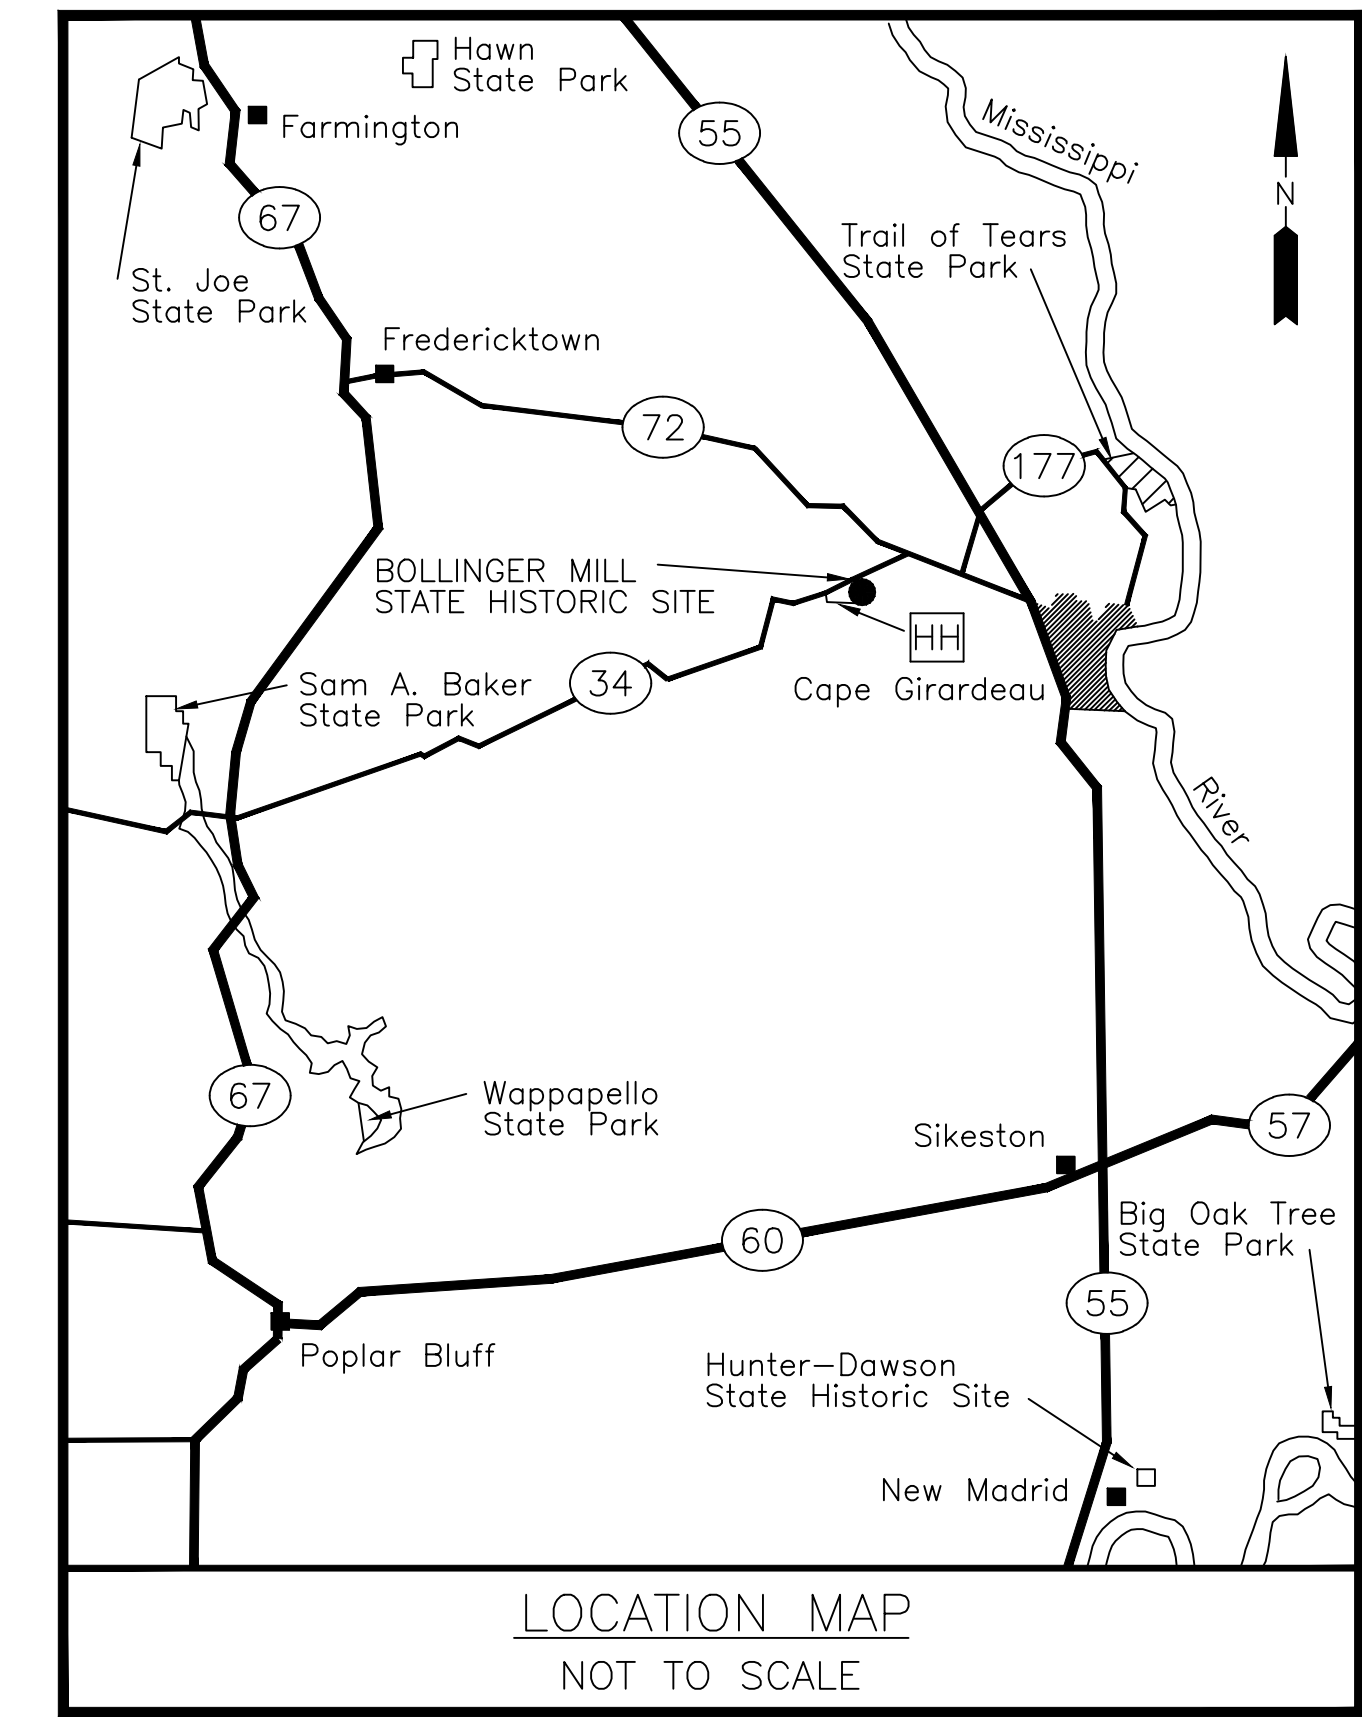 Hawn
State Park
Farmington
55
Mississippi
67
N
Trail of Tears
State Park
St. Joe
State Park
Fredericktown
72
177
BOLLINGER MILL
STATE HISTORIC SITE
HH
34
Sam A. Baker
State Park
Cape Girardeau
River
67
Wappapello
State Park
Sikeston
57
60
Big Oak Tree
State Park
55
Poplar Bluff
Hunter-Dawson
State Historic Site
New Madrid
LOCATION MAP
NOT TO SCALE